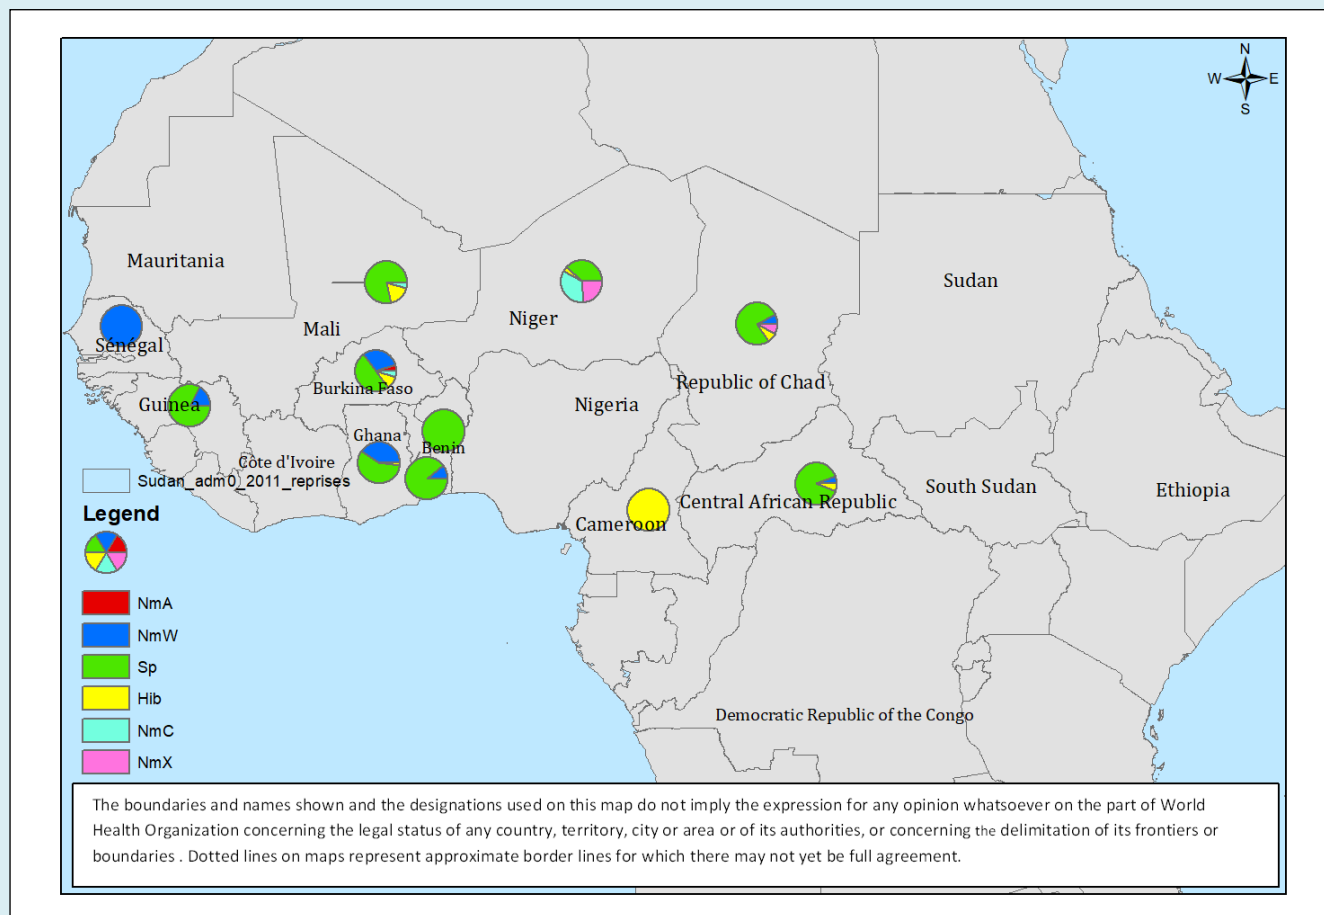 N
W E
S
Mauritania
Sudan
Mali
Niger
Sénégal
Burkina Faso
Republic of Chad
Guinea
Nigeria
Ghana
Benin
Côte d'Ivoire
Sudan_adm0_2011_reprises
South Sudan
Ethiopia
Central African Republic
Cameroon
Legend
NmA
NmW
Sp
Hib
NmC
NmX
Democratic Republic of the Congo
The boundaries and names shown and the designations used on this map do not imply the expression for any opinion whatsoever on the part of World
Health Organization concerning the legal status of any country, territory, city or area or of its authorities, or concerning the delimitation of its frontiers or
boundaries . Dotted lines on maps represent approximate border lines for which there may not yet be full agreement.